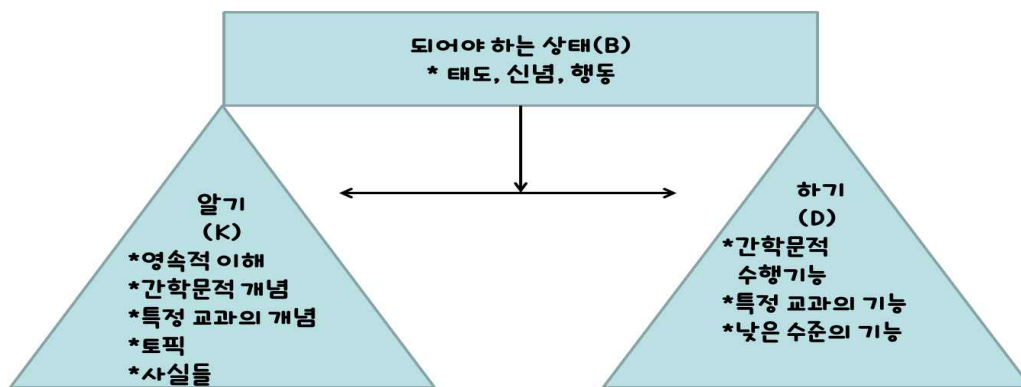 되어야 하는 상태(B)
* 태도, 신념, 행동
알기
(K)
*영속적 이해
*간학문적 개념
*특정 교과의 개념
*토픽
*사실들
하기
(D)
*간학문적
수행기능
*특정 교과의 기능
*낮은 수준의 기능